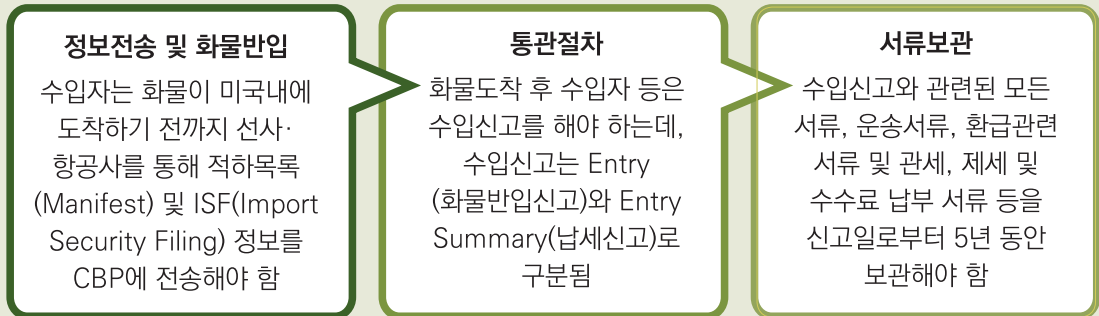 정보전송 및 화물반입
수입자는 화물이 미국내에
도착하기 전까지 선사·
항공사를 통해 적하목록
(Manifest) 및 ISF(Import
Security Filing) 정보를
CBP에 전송해야 함
통관절차
화물도착 후 수입자 등은
수입신고를 해야 하는데,
수입신고는 Entry
(화물반입신고)와 Entry
Summary(납세신고)로
구분됨
서류보관
수입신고와 관련된 모든
서류, 운송서류, 환급관련
서류 및 관세, 제세 및
수수료 납부 서류 등을
신고일로부터 5년 동안
보관해야 함